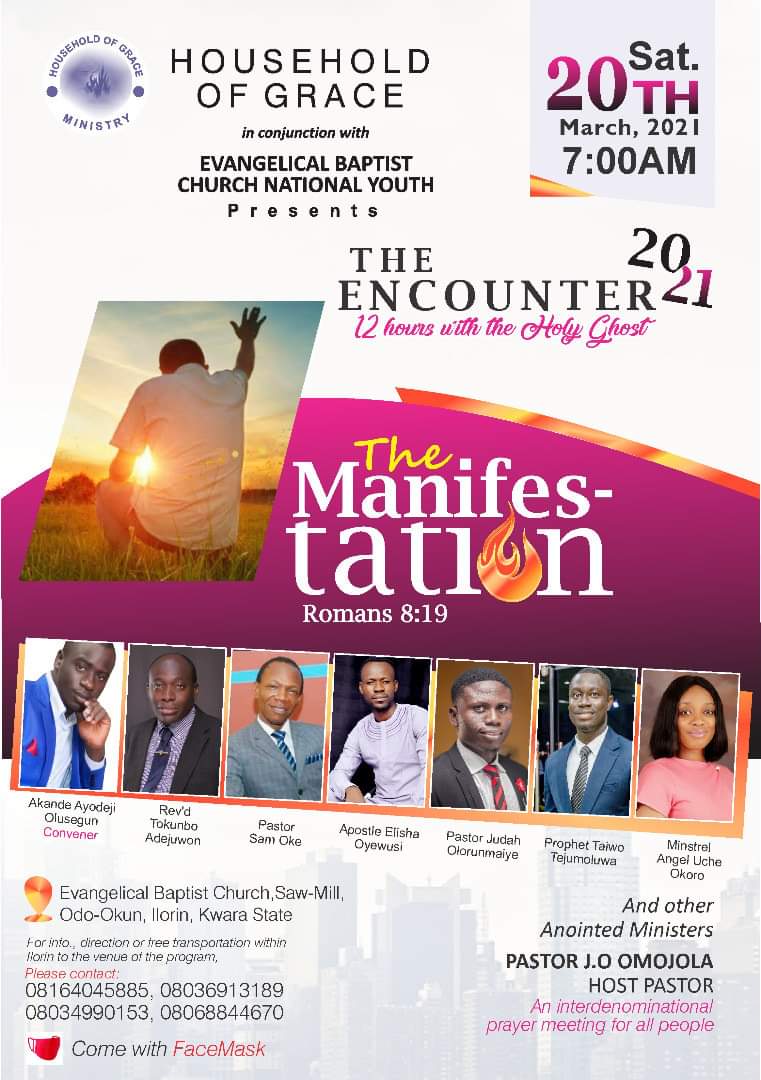 HOUSEHOLD OF GRACE
MINISTRY
HOUSEHOLD
OF GRACE
in conjunction with
EVANGELICAL BAPTIST
CHURCH NATIONAL YOUTH
Presents
Sat.
20TH
March, 2021
7:00AM
THE
ENCOUNTER
2021
12 hours with the Holy Ghost
The
Manifes-
tation
Romans 8:19
Akande Ayodeji
Olusegun
Convener
Rev'd
Tokunbo
Adejuwon
Pastor
Sam Oke
Apostle Elisha
Oyewusi
Pastor Judah
Olorunmaiye
Prophet Taiwo
Tejumoluwa
Minstrel
Angel Uche
Okoro
Evangelical Baptist Church,Saw-Mill,
Odo-Okun, Ilorin, Kwara State
For info., direction or free transportation within
Ilorin to the venue of the program,
Please contact:
08164045885, 08036913189
08034990153, 08068844670
Come with FaceMask
And other
Anointed Ministers
PASTOR J.O OMOJOLA
HOST PASTOR
An interdenominational
prayer meeting for all people